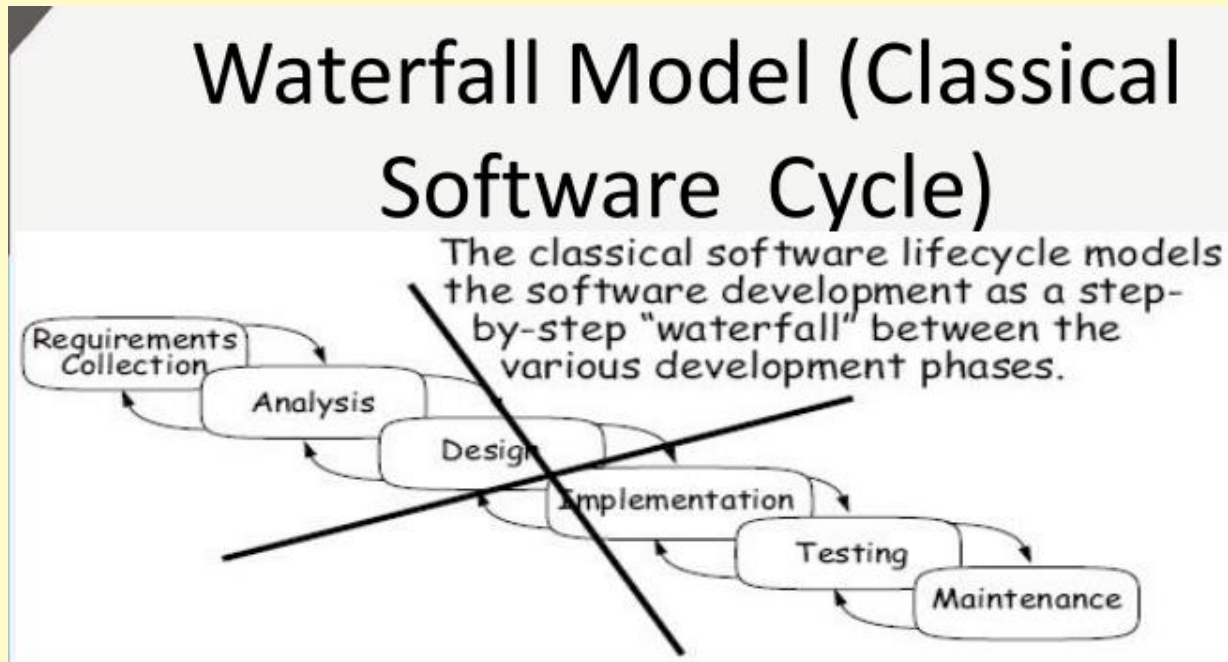 Waterfall Model (Classical
Software Cycle)
The classical software lifecycle models
the software development as a step-
by-step “waterfall” between the
various development phases.
Requirements
Collection
Analysis
Design
Implementation
Testing
Maintenance